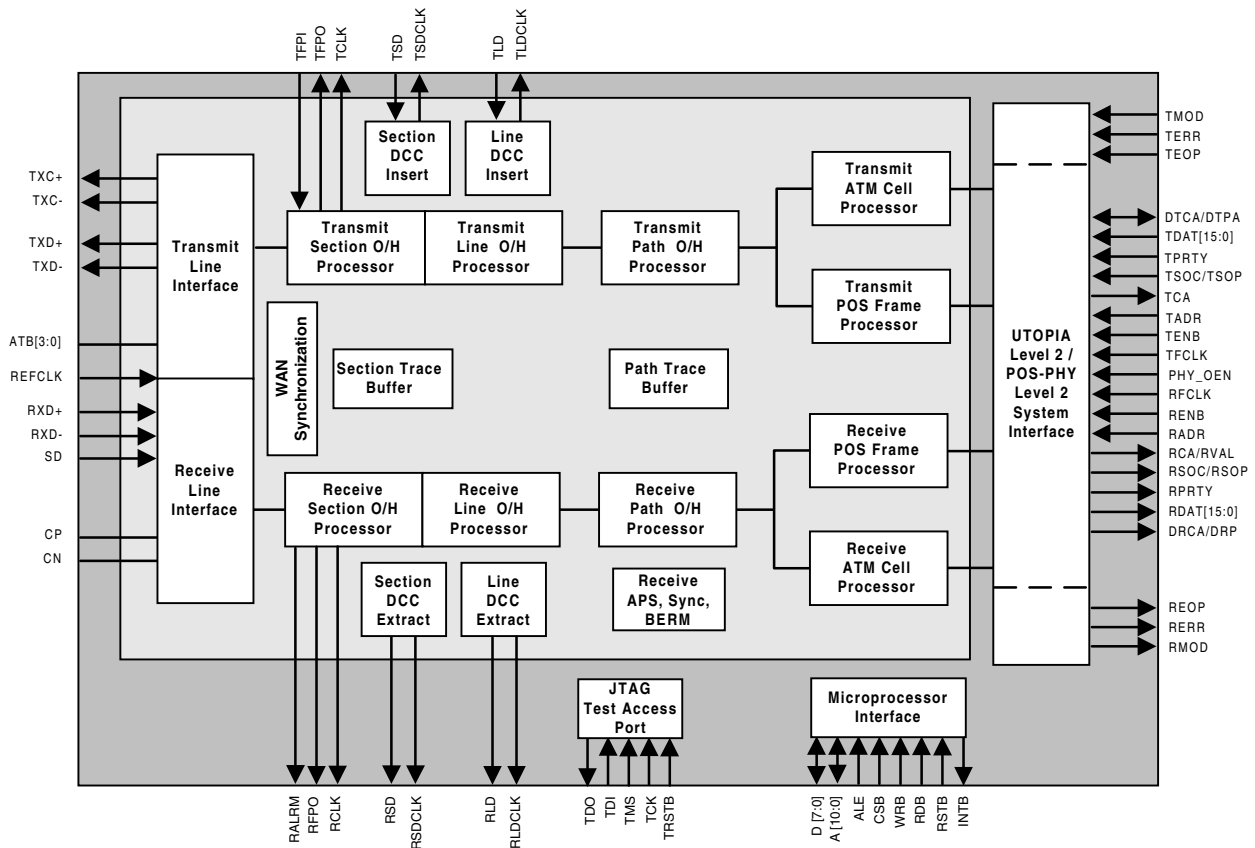 TFPI
TFPO
TCLK
TSD
TSDCLK
TLD
TLDCLK
Section
DCC
Insert
Line
DCC
Insert
TMOD
TERR
TEOP
TXC+
TXC-
TXD+
TXD-
Transmit
Line
Interface
Transmit
Section O/H
Processor
Transmit
Line O/H
Processor
Transmit
Path O/H
Processor
Transmit
ATM Cell
Processor
Transmit
POS Frame
Processor
DTCA/DTPA
TDAT[15:0]
TPRTY
TSOC/TSOP
TCA
TADR
TENB
TFCLK
PHY_OEN
RFCLK
RENB
RADR
RCA/RVAL
RSOC/RSOP
RPRTY
RDAT[15:0]
DRCA/DRP
UTOPIA
Level 2 /
POS-PHY
Level 2
System
Interface
ATB[3:0]
REFCLK
RXD+
RXD-
SD
CP
CN
WAN
Synchronization
Section Trace
Buffer
Path Trace
Buffer
Receive
Line
Interface
Receive
Section O/H
Processor
Receive
Line O/H
Processor
Receive
Path O/H
Processor
Receive
POS Frame
Processor
Receive
ATM Cell
Processor
Section
DCC
Extract
Line
DCC
Extract
Receive
APS, Sync,
BERM
REOP
RERR
RMOD
JTAG
Test Access
Port
Microprocessor
Interface
RALRM
RFPO
RCLK
RSD
RSDCLK
RLD
RLDCLK
TDO
TDI
TMS
TCK
TRSTB
D [7:0]
A [10:0]
ALE
CSB
WRB
RDB
RSTB
INTB